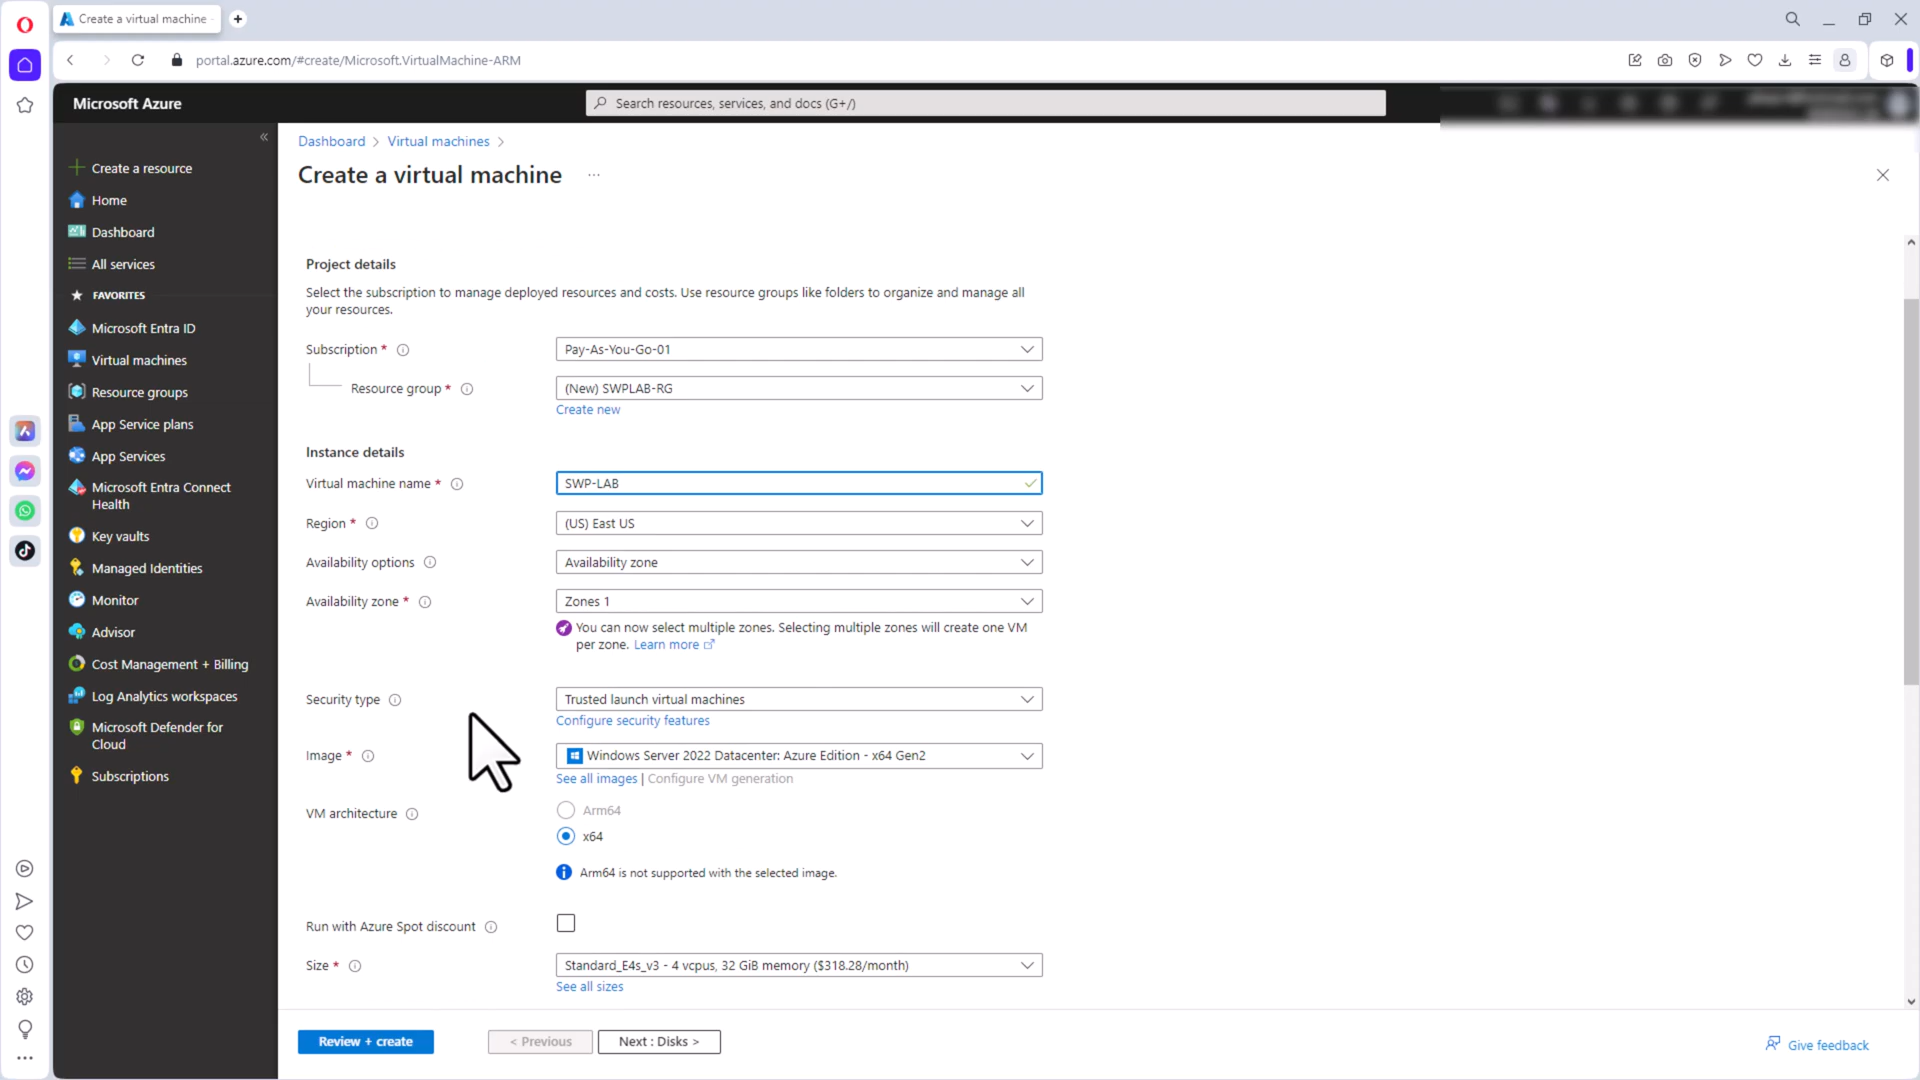 Create a virtual machine
portal.azure.com/#create/Microsoft.VirtualMachine-ARM
Microsoft Azure
Search resources, services, and docs (G+/)
Create a resource
Home
Dashboard
All services
FAVORITES
Microsoft Entra ID
Virtual machines
Resource groups
App Service plans
App Services
Microsoft Entra Connect
Health
Key vaults
Managed Identities
Monitor
Advisor
Cost Management + Billing
Log Analytics workspaces
Microsoft Defender for
Cloud
Subscriptions
Dashboard > Virtual machines >
Create a virtual machine ...
Project details
Select the subscription to manage deployed resources and costs. Use resource groups like folders to organize and manage all
your resources.
Subscription * Pay-As-You-Go-01
Resource group * (New) SWPLAB-RG
Create new
Instance details
Virtual machine name * SWP-LAB
Region * (US) East US
Availability options Availability zone
Availability zone * Zones 1
You can now select multiple zones. Selecting multiple zones will create one VM
per zone. Learn more
Security type Trusted launch virtual machines
Configure security features
Image * Windows Server 2022 Datacenter: Azure Edition - x64 Gen2
See all images | Configure VM generation
VM architecture Arm64
x64
Arm64 is not supported with the selected image.
Run with Azure Spot discount
Size * Standard_E4s_v3 - 4 vcpus, 32 GiB memory ($318.28/month)
See all sizes
Review + create < Previous Next : Disks > Give feedback